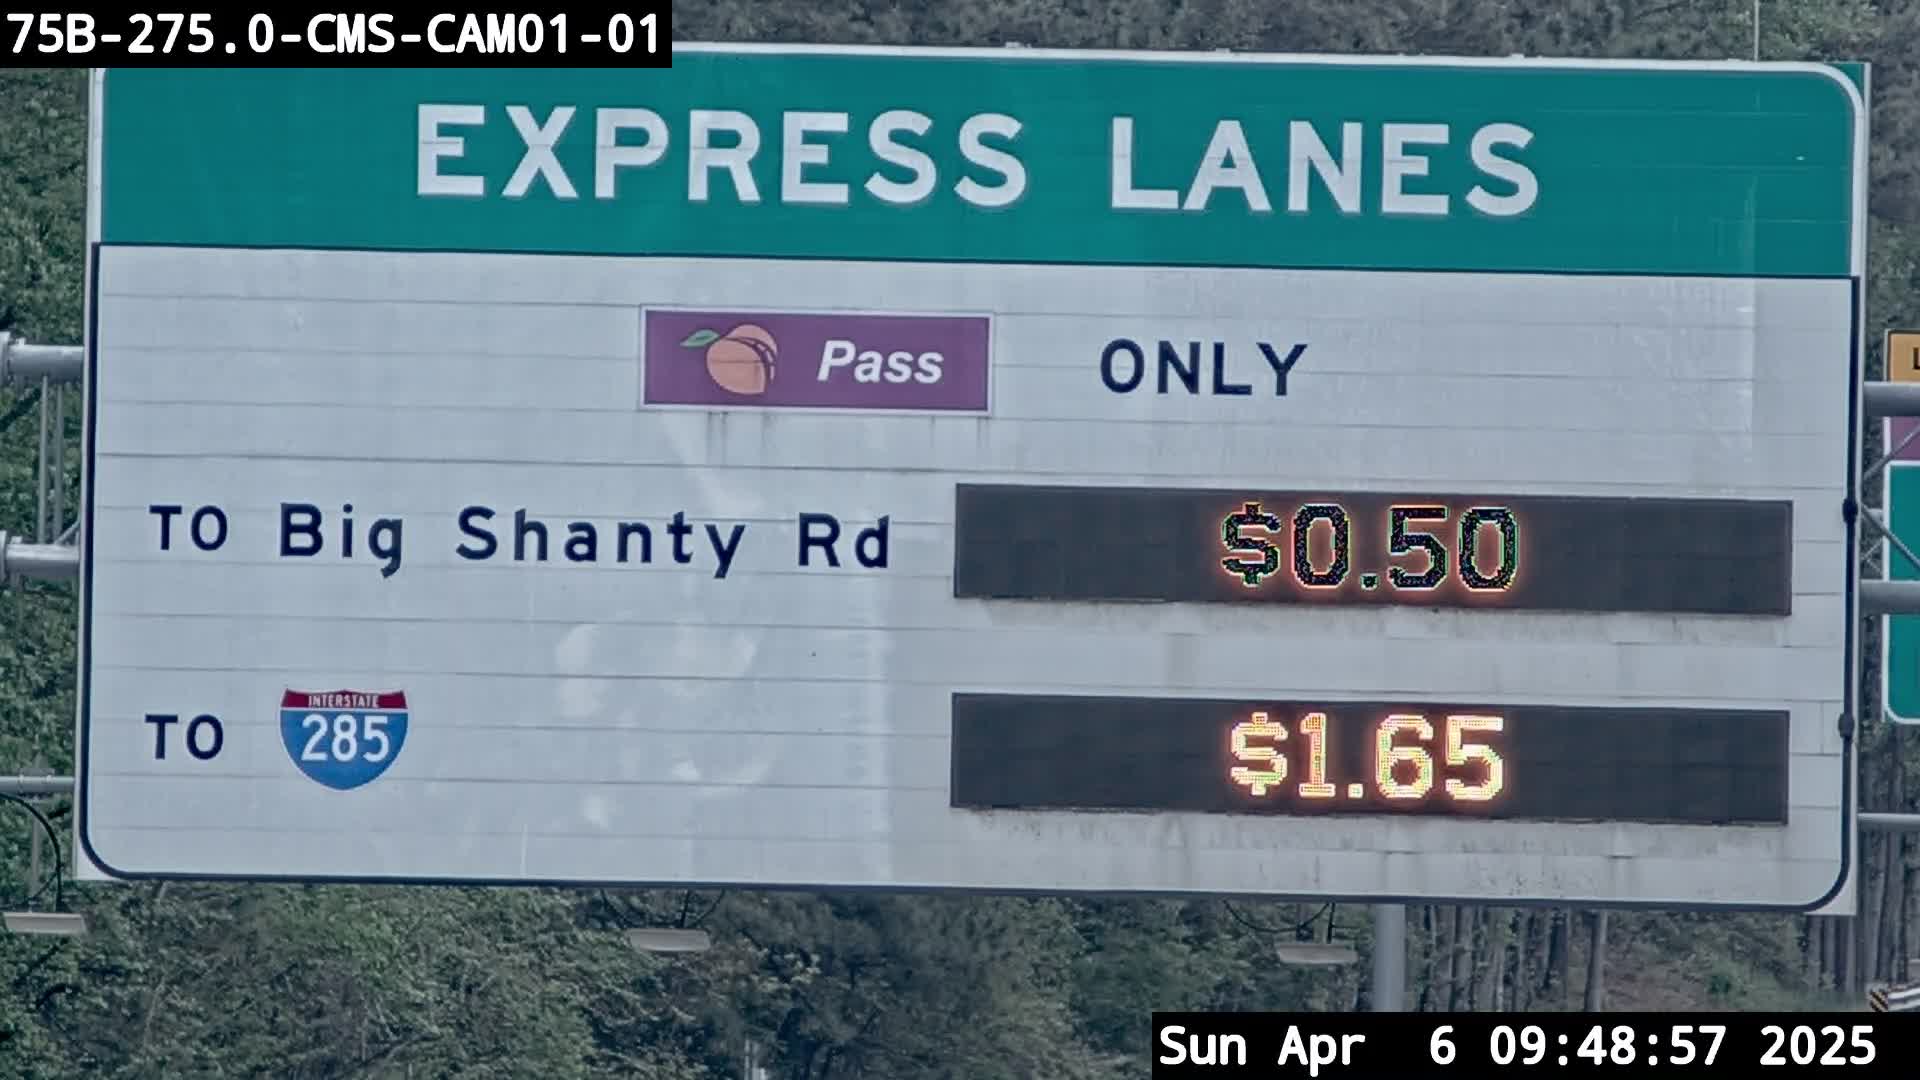 75B-275.0-CMS-CAM01-01
EXPRESS LANES
Pass ONLY
TO Big Shanty Rd $0.50
TO INTERSTATE 285 $1.65
Sun Apr 6 09:48:57 2025